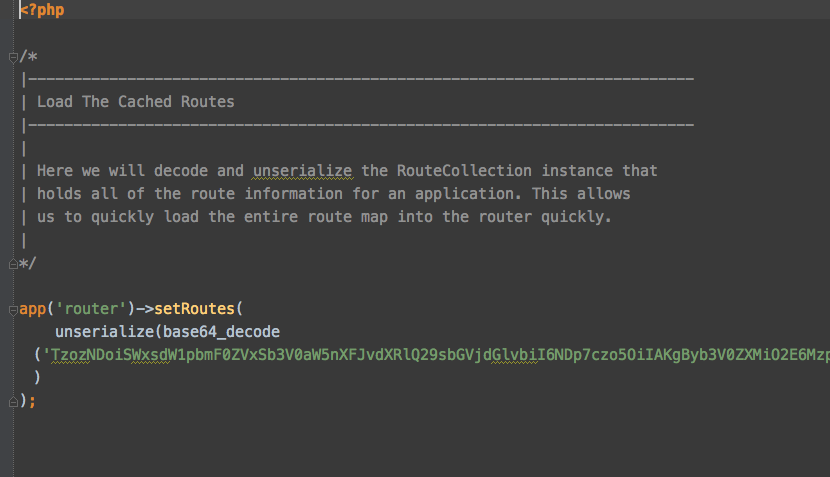 <?php
/*
|--------------------------------------------------------------------------
| Load The Cached Routes
|--------------------------------------------------------------------------
|
| Here we will decode and unserialize the RouteCollection instance that
| holds all of the route information for an application. This allows
| us to quickly load the entire route map into the router quickly.
|
*/
app('router')->setRoutes(
unserialize(base64_decode
('TzozNDoiSWxsdW1pbmF0ZVxSb3V0aW5nXFJvdXRlQ29sbGVjdGlvbiI6NDp7czo5OiIAKgByb3V0ZXMiO2E6Mzp
)
);